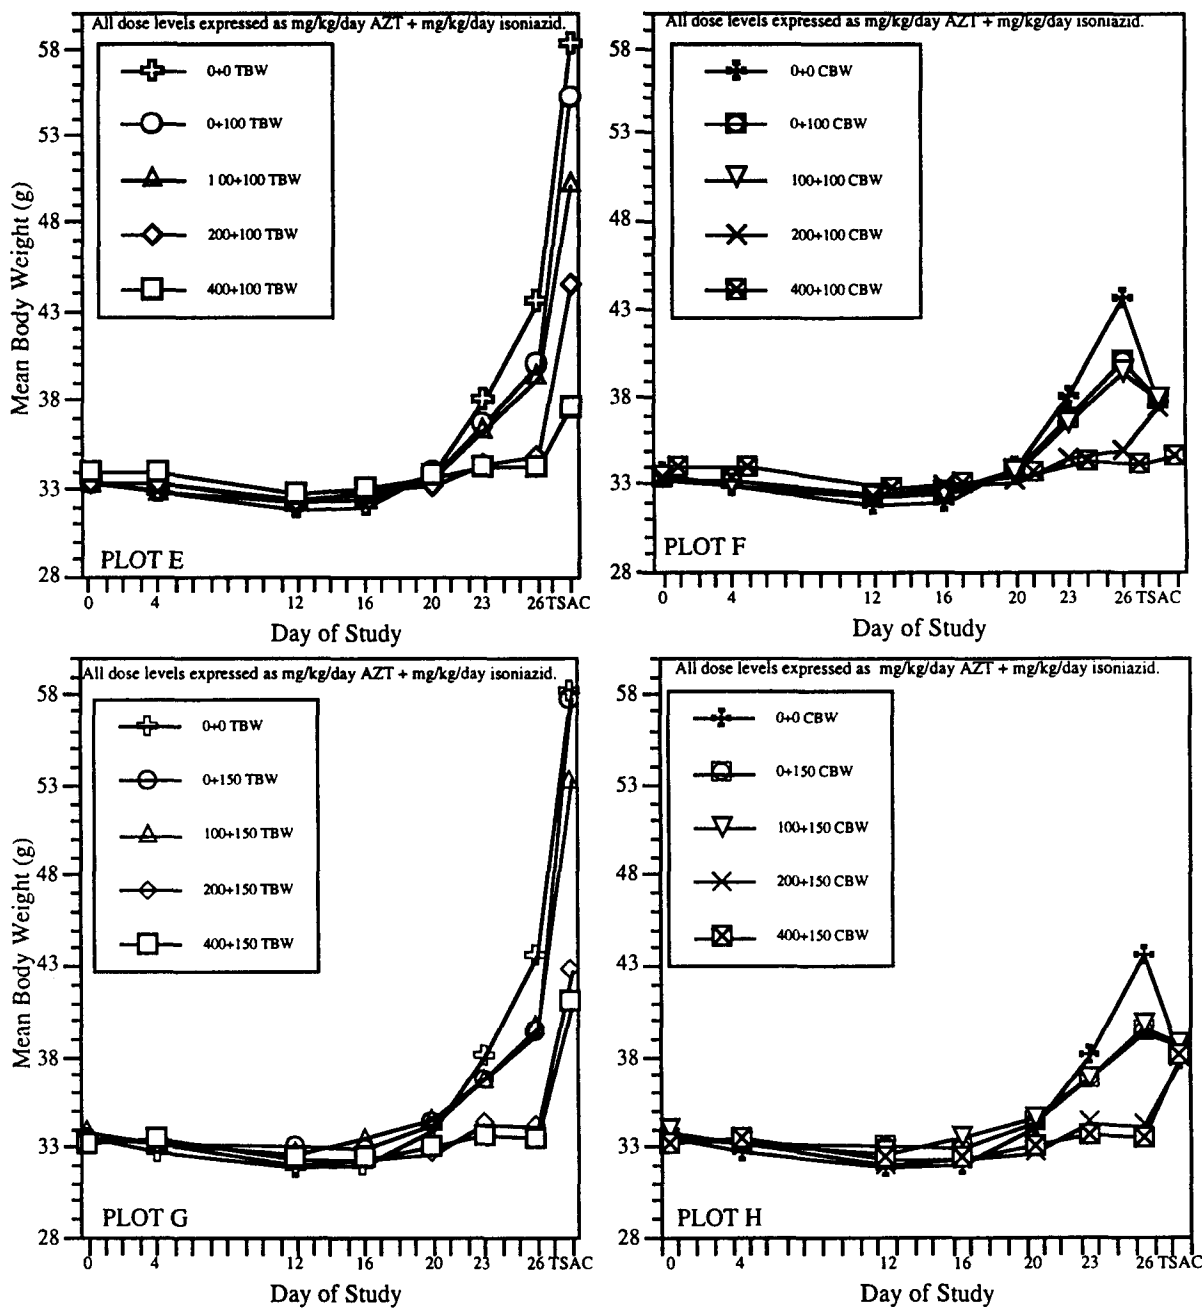 All dose levels expressed as mg/kg/day AZT + mg/kg/day isoniazid.
58
53
48
43
38
33
28
Mean Body Weight (g)
0+0 TBW
0+100 TBW
1 00+100 TBW
200+100 TBW
400+100 TBW
PLOT E
0 4 12 16 20 23 26 TSAC
Day of Study
All dose levels expressed as mg/kg/day AZT + mg/kg/day isoniazid.
58
53
48
43
38
33
28
0+0 CBW
0+100 CBW
100+100 CBW
200+100 CBW
400+100 CBW
PLOT F
0 4 12 16 20 23 26 TSAC
Day of Study
All dose levels expressed as mg/kg/day AZT + mg/kg/day isoniazid.
58
53
48
43
38
33
28
Mean Body Weight (g)
0+0 TBW
0+150 TBW
100+150 TBW
200+150 TBW
400+150 TBW
PLOT G
0 4 12 16 20 23 26 TSAC
Day of Study
All dose levels expressed as mg/kg/day AZT + mg/kg/day isoniazid.
58
53
48
43
38
33
28
0+0 CBW
0+150 CBW
100+150 CBW
200+150 CBW
400+150 CBW
PLOT H
0 4 12 16 20 23 26 TSAC
Day of Study